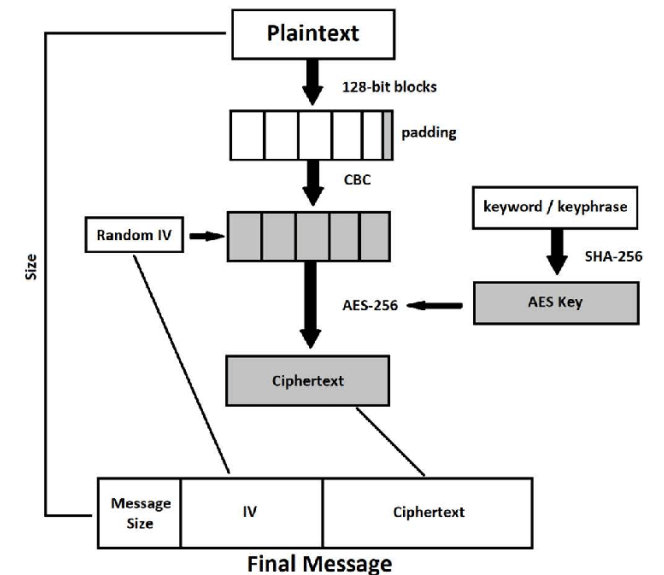 Plaintext
128-bit blocks
padding
CBC
keyword / keyphrase
Random IV
SHA-256
Size
AES-256
AES Key
Ciphertext
Message
Size
IV
Ciphertext
Final Message